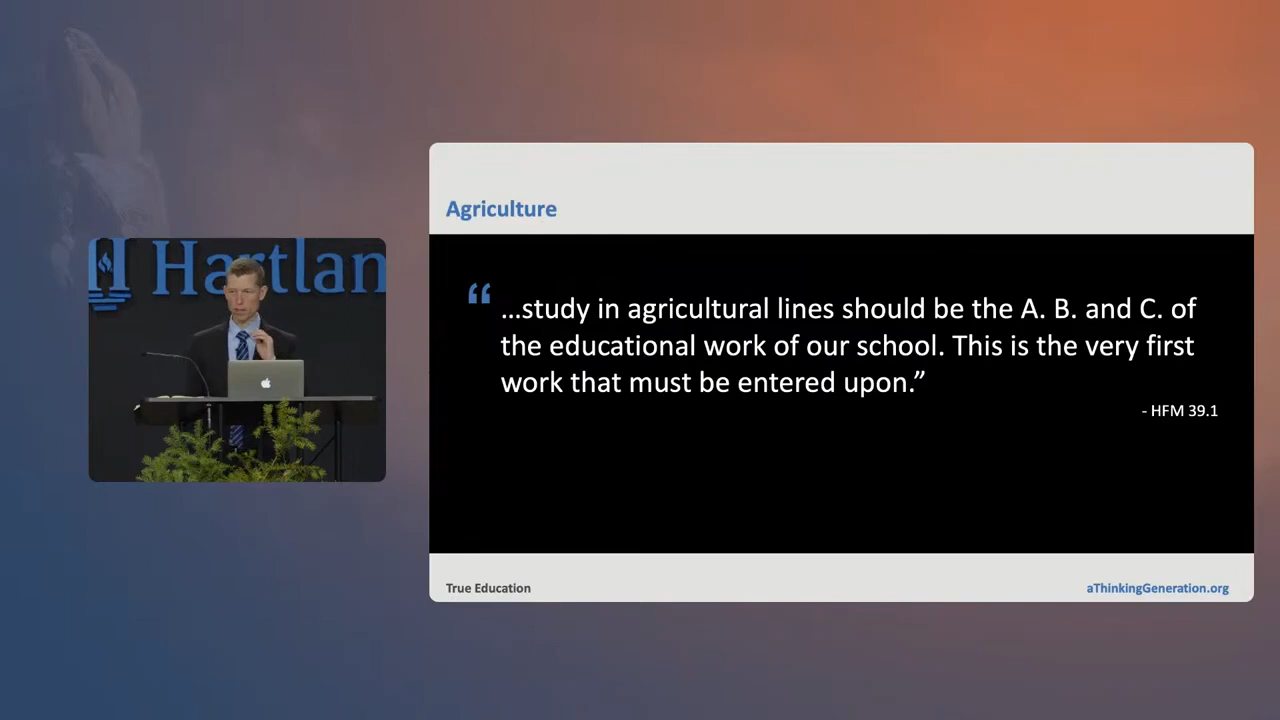 Hartlan
Agriculture
“
…study in agricultural lines should be the A. B. and C. of
the educational work of our school. This is the very first
work that must be entered upon.”
- HFM 39.1
True Education
aThinkingGeneration.org